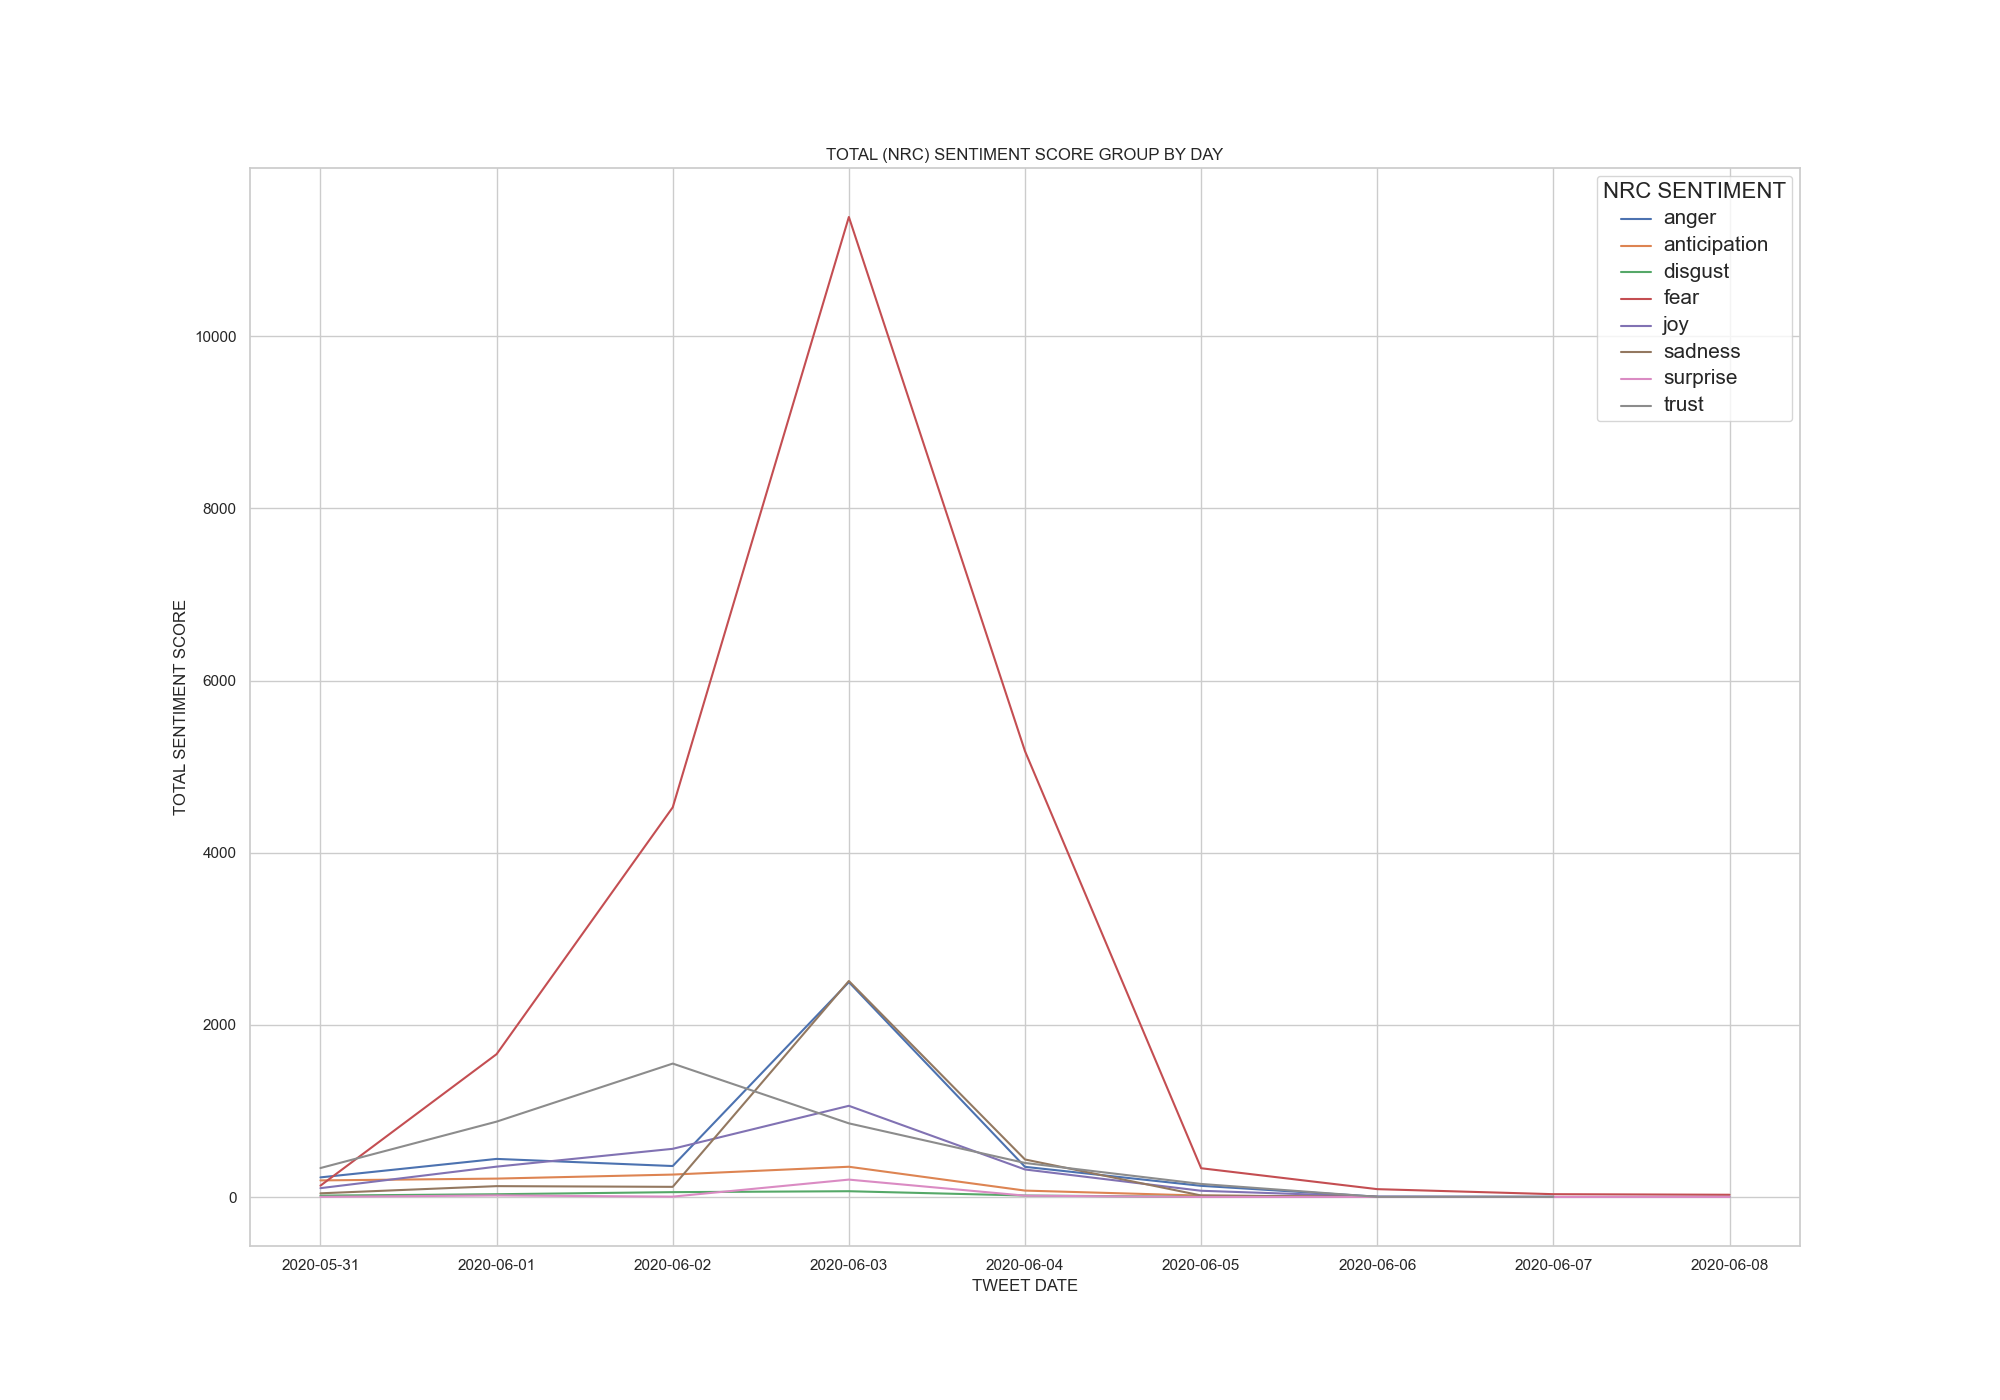 TOTAL (NRC) SENTIMENT SCORE GROUP BY DAY
NRC SENTIMENT
anger
anticipation
disgust
fear
joy
sadness
surprise
trust
TOTAL SENTIMENT SCORE
10000
8000
6000
4000
2000
0
2020-05-31 2020-06-01 2020-06-02 2020-06-03 2020-06-04 2020-06-05 2020-06-06 2020-06-07 2020-06-08
TWEET DATE